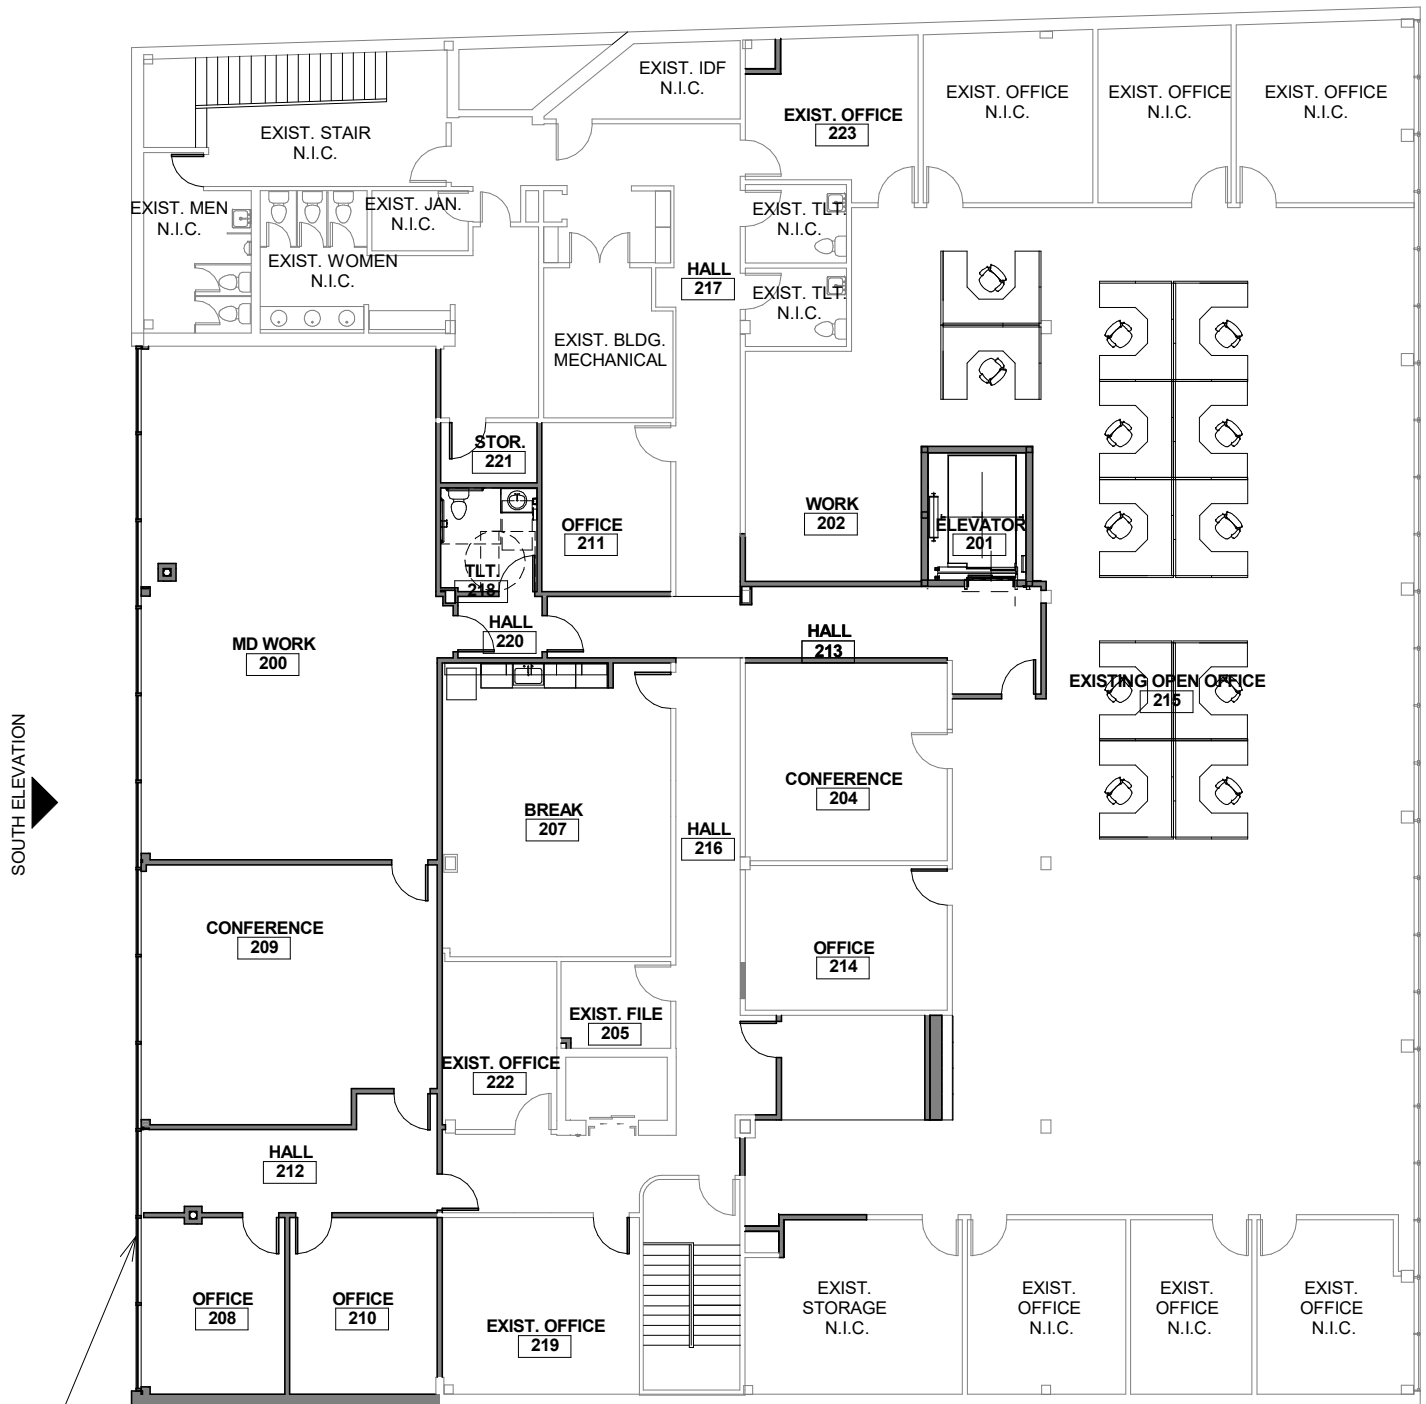 EXIST. IDF
N.I.C.
EXIST. OFFICE
N.I.C.
EXIST. OFFICE
N.I.C.
EXIST. OFFICE
N.I.C.
EXIST. OFFICE
223
EXIST. STAIR
N.I.C.
EXIST. MEN
N.I.C.
EXIST. JAN.
N.I.C.
EXIST. TLT.
N.I.C.
EXIST. WOMEN
N.I.C.
HALL
217
EXIST. TLT.
N.I.C.
EXIST. BLDG.
MECHANICAL
STOR.
221
OFFICE
211
WORK
202
ELEVATOR
201
TLT.
218
HALL
220
HALL
213
MD WORK
200
EXISTING OPEN OFFICE
215
SOUTH ELEVATION
CONFERENCE
204
BREAK
207
HALL
216
CONFERENCE
209
OFFICE
214
EXIST. FILE
205
EXIST. OFFICE
222
HALL
212
OFFICE
208
OFFICE
210
EXIST. OFFICE
219
EXIST.
STORAGE
N.I.C.
EXIST.
OFFICE
N.I.C.
EXIST.
OFFICE
N.I.C.
EXIST.
OFFICE
N.I.C.